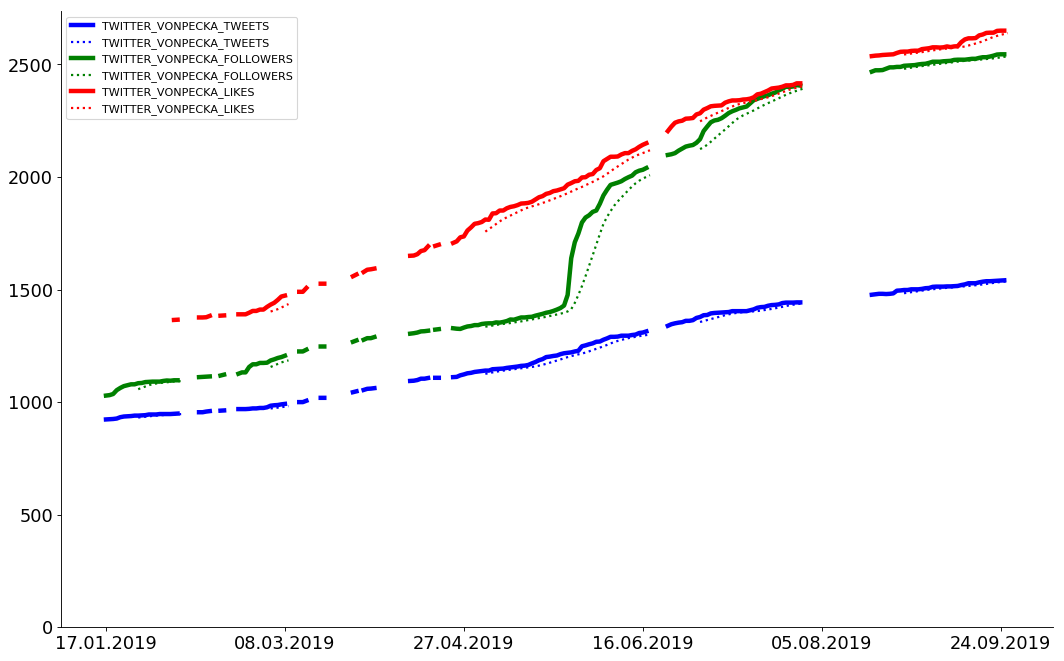 TWITTER_VONPECKA_TWEETS
TWITTER_VONPECKA_TWEETS
TWITTER_VONPECKA_FOLLOWERS
TWITTER_VONPECKA_FOLLOWERS
TWITTER_VONPECKA_LIKES
TWITTER_VONPECKA_LIKES
2500
2000
1500
1000
500
0
17.01.2019 08.03.2019 27.04.2019 16.06.2019 05.08.2019 24.09.2019